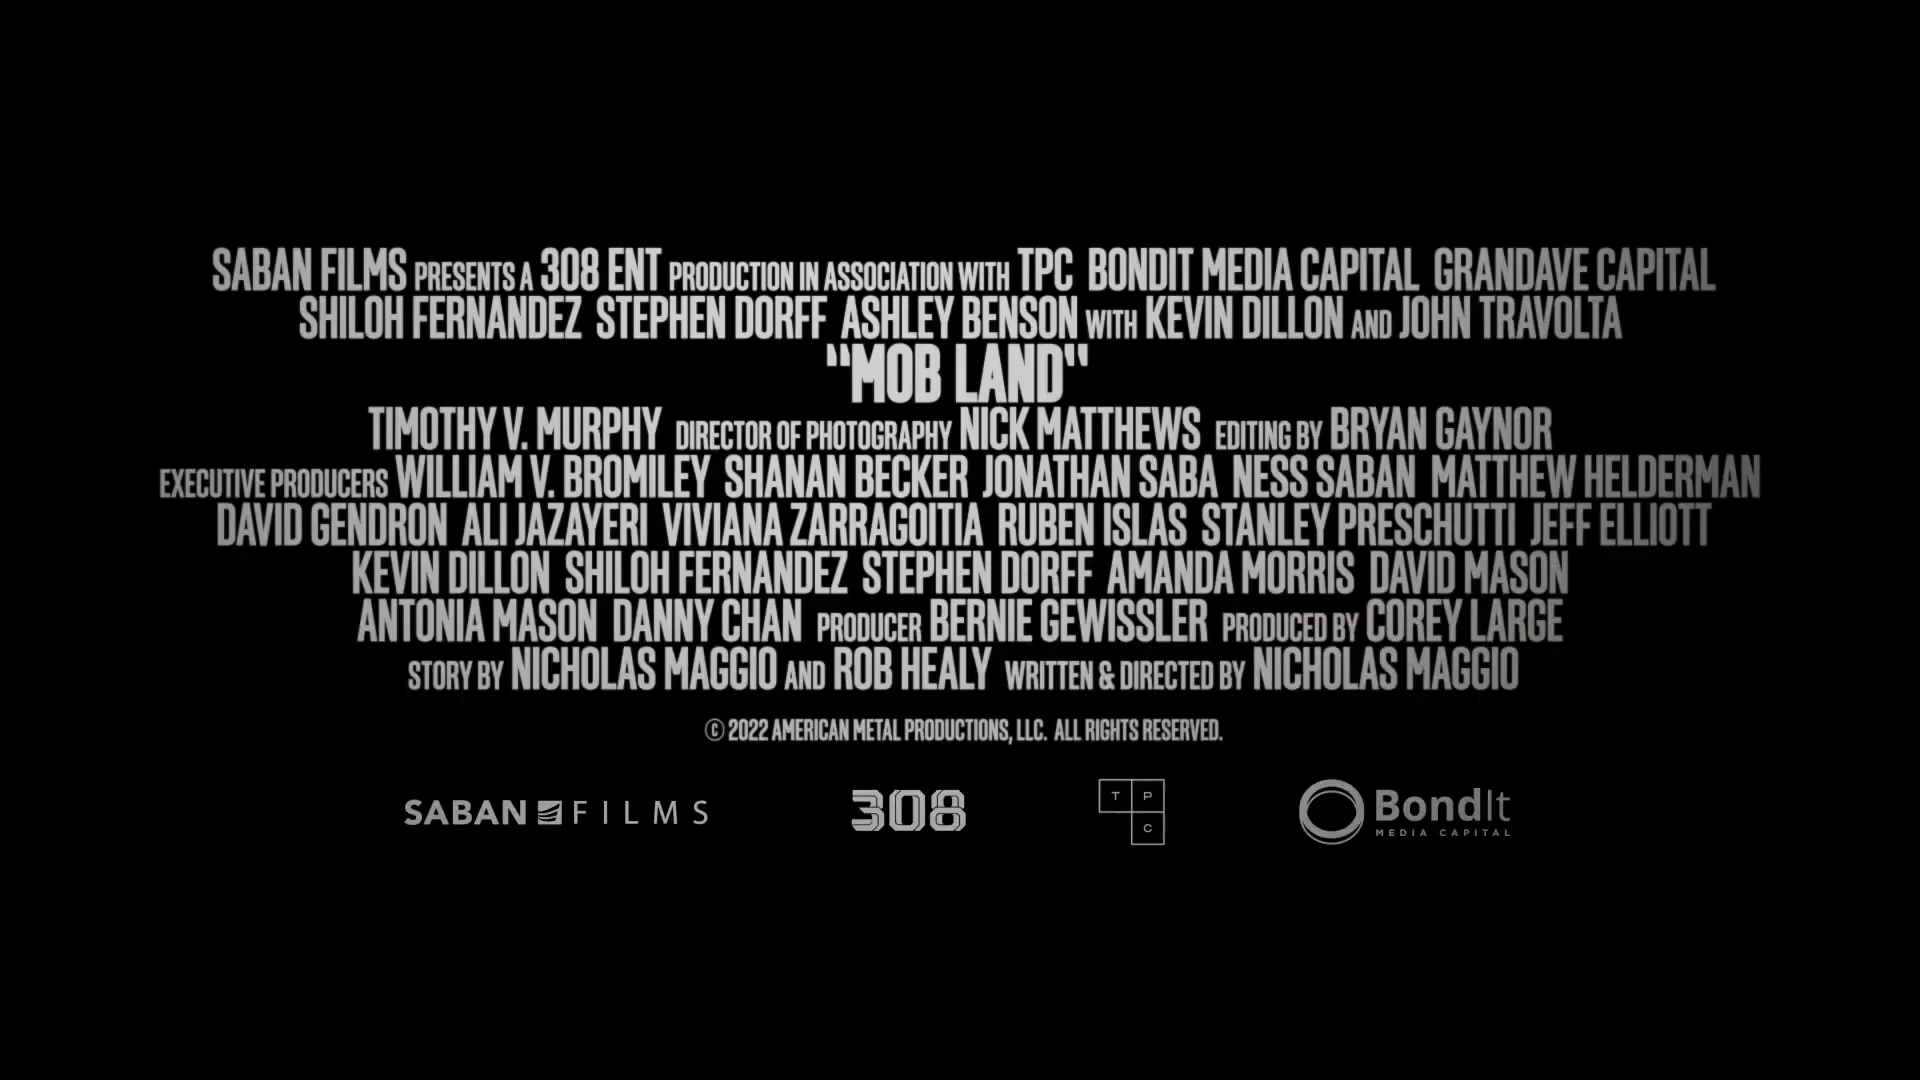 SABAN FILMS PRESENTS A 308 ENT PRODUCTION IN ASSOCIATION WITH TPC BONDIT MEDIA CAPITAL GRANDAVE CAPITAL
SHILOH FERNANDEZ STEPHEN DORFF ASHLEY BENSON WITH KEVIN DILLON AND JOHN TRAVOLTA
"MOB LAND"
TIMOTHY V. MURPHY DIRECTOR OF PHOTOGRAPHY NICK MATTHEWS EDITING BY BRYAN GAYNOR
EXECUTIVE PRODUCERS WILLIAM V. BROMILEY SHANAN BECKER JONATHAN SABA NESS SABAN MATTHEW HELDERMAN
DAVID GENDRON ALI JAZAYERI VIVIANA ZARRAGOITIA RUBEN ISLAS STANLEY PRESCHUTTI JEFF ELLIOTT
KEVIN DILLON SHILOH FERNANDEZ STEPHEN DORFF AMANDA MORRIS DAVID MASON
ANTONIA MASON DANNY CHAN PRODUCER BERNIE GEWISSLER PRODUCED BY COREY LARGE
STORY BY NICHOLAS MAGGIO AND ROB HEALY WRITTEN & DIRECTED BY NICHOLAS MAGGIO
© 2022 AMERICAN METAL PRODUCTIONS, LLC. ALL RIGHTS RESERVED.
SABAN FILMS
308
T P
C
BondIt
MEDIA CAPITAL